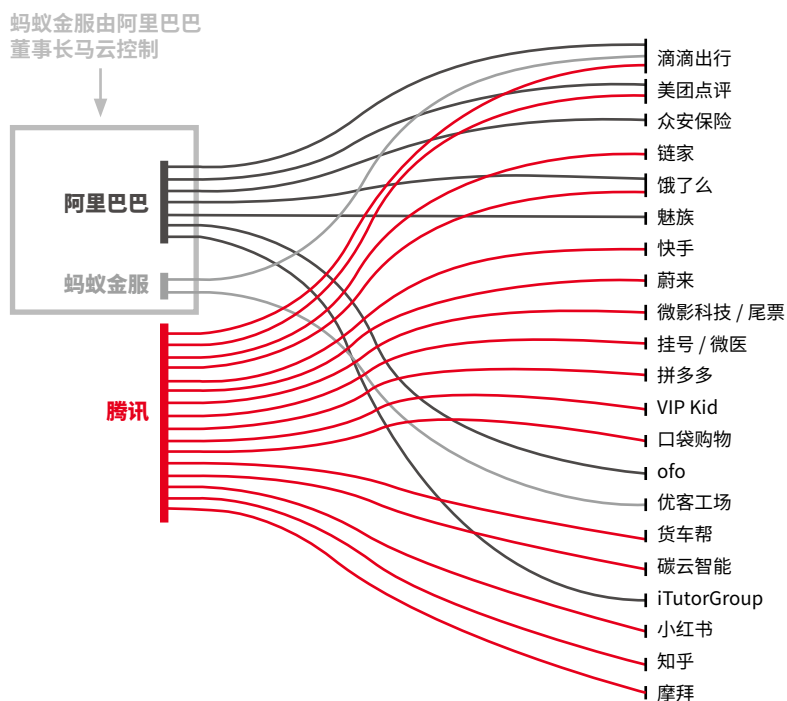 蚂蚁金服由阿里巴巴
董事长马云控制
阿里巴巴
蚂蚁金服
腾讯
滴滴出行
美团点评
众安保险
链家
饿了么
魅族
快手
蔚来
微影科技 / 尾票
挂号 / 微医
拼多多
VIP Kid
口袋购物
ofo
优客工场
货车帮
碳云智能
iTutorGroup
小红书
知乎
摩拜